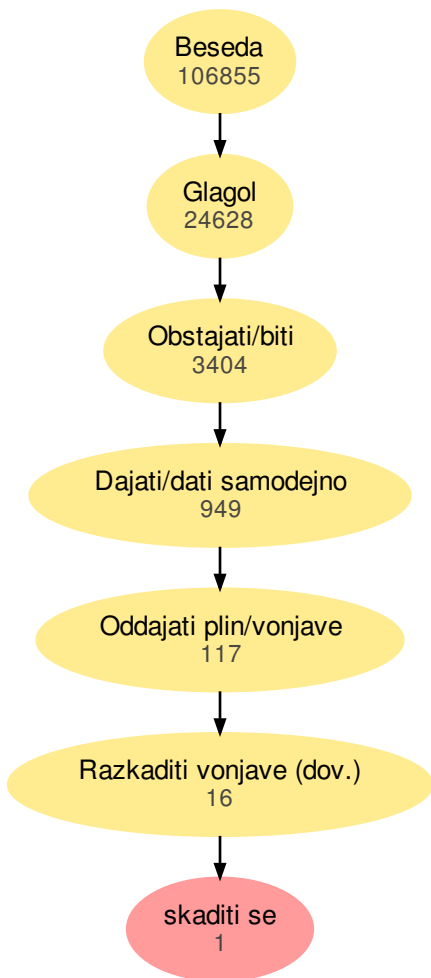 Beseda
106855
Glagol
24628
Obstajati/biti
3404
Dajati/dati samodejno
949
Oddajati plin/vonjave
117
Razkaditi vonjave (dov.)
16
skaditi se
1